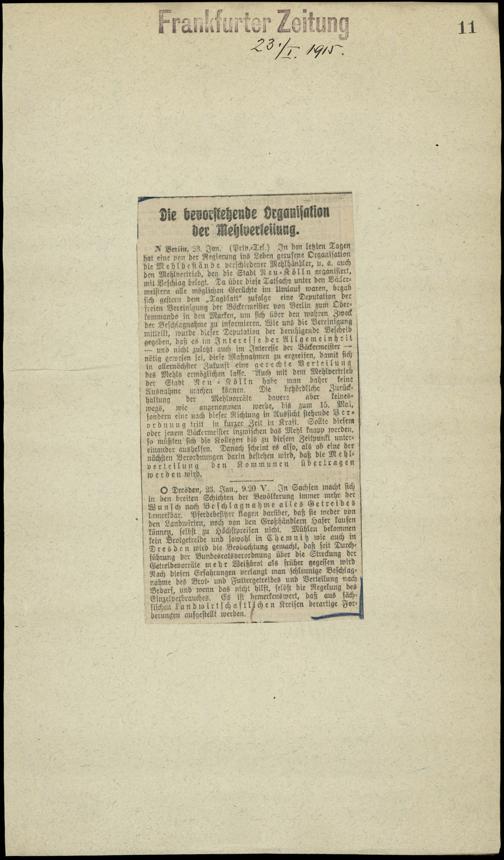 Frankfurter Zeitung
11
23./I. 1915.
Die bevorstehende Organisation
der Mehlverteilung.
Berlin, 23. Jan. (Priv.-Tel.) In den letzten Tagen
hat eine von der Regierung ins Leben gerufene Organisation
die Mehlbestände verschiedener Mehlhändler, u. a. auch
den Mehlvertrieb, den die Stadt Neu-Kölln organisiert,
mit Beschlag belegt. Da über diese Tatsache unter den Bäcker-
meistern alle möglichen Gerüchte im Umlauf waren, begab
sich gestern dem „Tageblatt“ zufolge eine Deputation der
freien Vereinigung der Bäckermeister von Berlin zum Ober-
kommando in den Marken, um sich über den wahren Zweck
der Beschlagnahme zu informieren. Wie uns die Vereinigung
mitteilt, wurde dieser Deputation der beruhigende Bescheid
gegeben, daß es im Interesse der Allgemeinheit
— und nicht zuletzt auch im Interesse der Bäckermeister —
nötig gewesen sei, diese Maßnahmen zu ergreifen, damit sich
in allernächster Zukunft eine gerechte Verteilung
des Mehls ermöglichen lasse. Auch mit dem Mehlvertrieb
der Stadt Neu-Kölln habe man daher keine
Ausnahme machen können. Die behördliche Zurück-
haltung der Mehlvorräte dauere aber keines-
wegs, wie angenommen werde, bis zum 15. Mai,
sondern eine nach dieser Richtung in Aussicht stehende Ver-
ordnung tritt in kurzer Zeit in Kraft. Sollte diesem
oder jenem Bäckermeister inzwischen das Mehl knapp werden,
so müßten sich die Kollegen bis zu diesem Zeitpunkt unter-
einander aushelfen. Danach scheint es also, als ob eine der
nächsten Verordnungen darin bestehen wird, daß die Mehl-
verteilung den Kommunen übertragen
werden wird.
O Dresden, 23. Jan., 9.20 V. In Sachsen macht sich
in den breiten Schichten der Bevölkerung immer mehr der
Wunsch nach Beschlagnahme alles Getreides
bemerkbar. Pferdebesitzer klagen darüber, daß sie weder von
den Landwirten, noch von den Großhändlern Hafer kaufen
können, selbst zu Höchstpreisen nicht. Mühlen bekommen
kein Brotgetreide und sowohl in Chemnitz wie auch in
Dresden wird die Beobachtung gemacht, daß seit Durch-
führung der Bundesratsverordnung über die Streckung der
Getreidevorräte mehr Weißbrot als früher gegessen wird
Nach diesen Erfahrungen verlangt man schleunige Beschlag-
nahme des Brot- und Futtergetreides und Verteilung nach
Bedarf, und wenn das nicht hilft, selbst die Regelung des
Einzelverbrauches. Es ist bemerkenswert, daß aus säch-
sischen landwirtschaftlichen Kreisen derartige For-
derungen aufgestellt werden.